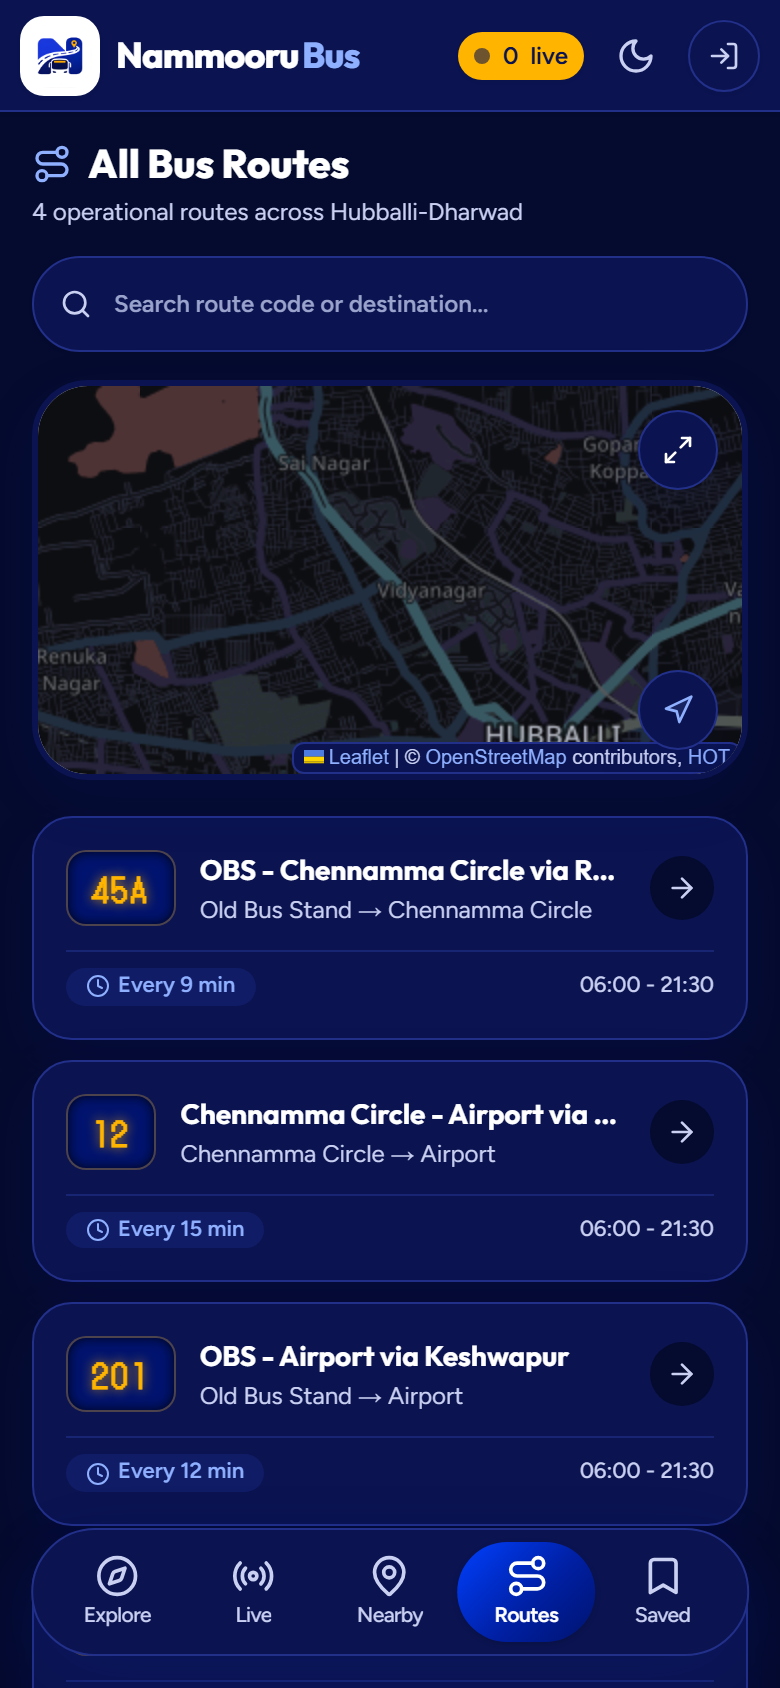 Nammooru Bus
0 live
All Bus Routes
4 operational routes across Hubballi-Dharwad
Search route code or destination...
Sai Nagar
Gopan
Koppa
Vidyanagar
Va
n
Renuka
Nagar
HUBBALLI
Leaflet | © OpenStreetMap contributors, HOT
45A
OBS - Chennamma Circle via R...
Old Bus Stand → Chennamma Circle
Every 9 min
06:00 - 21:30
12
Chennamma Circle - Airport via ...
Chennamma Circle → Airport
Every 15 min
06:00 - 21:30
201
OBS - Airport via Keshwapur
Old Bus Stand → Airport
Every 12 min
06:00 - 21:30
Explore
Live
Nearby
Routes
Saved